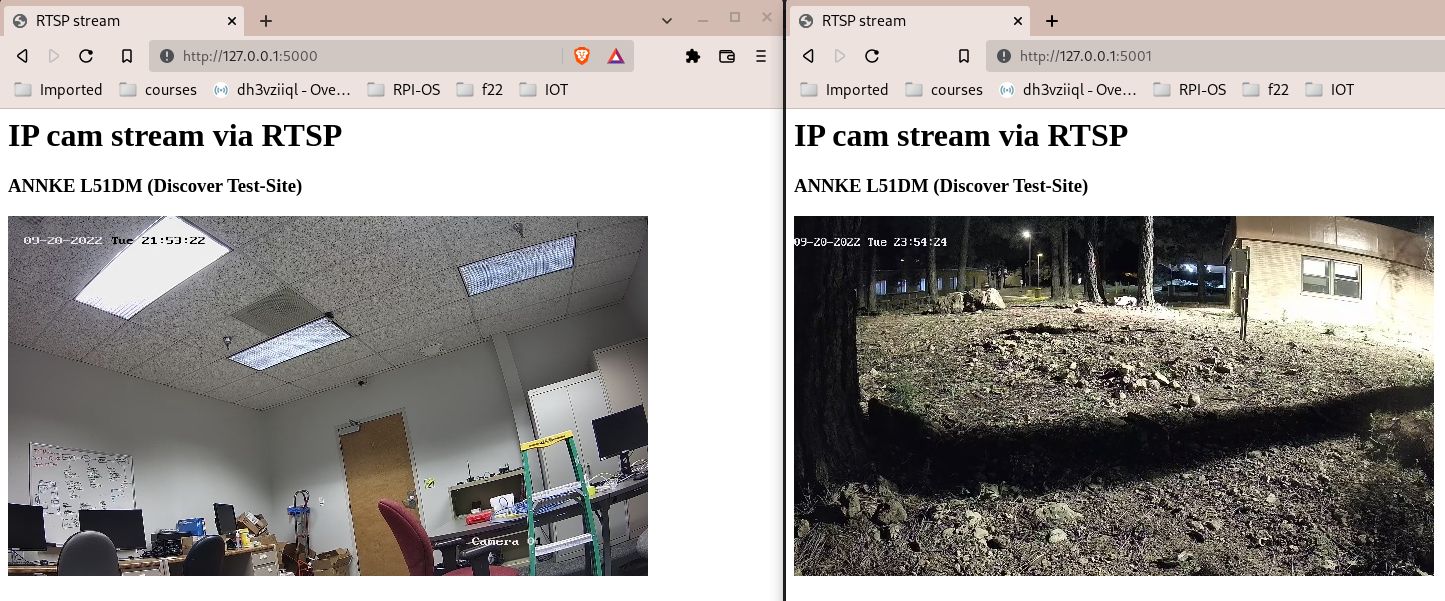 RTSP stream
http://127.0.0.1:5000
Imported courses dh3vziiql - Ove… RPI-OS f22 IOT
IP cam stream via RTSP
ANNKE L51DM (Discover Test-Site)
09-20-2022 Tue 21:53:22
RTSP stream
http://127.0.0.1:5001
Imported courses dh3vziiql - Ove… RPI-OS f22 IOT
IP cam stream via RTSP
ANNKE L51DM (Discover Test-Site)
09-20-2022 Tue 23:54:24